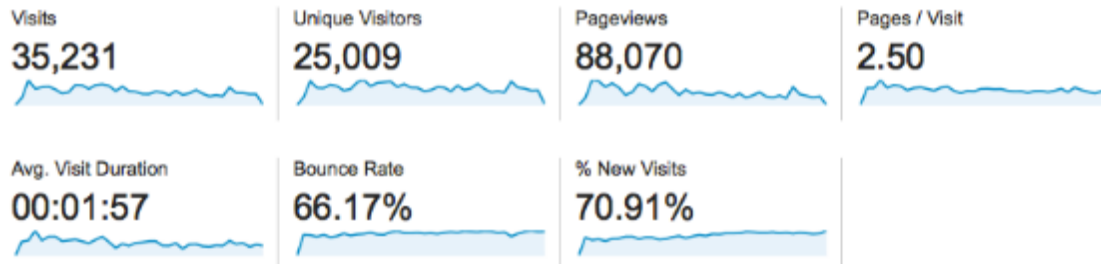 Visits
35,231
Unique Visitors
25,009
Pageviews
88,070
Pages / Visit
2.50
Avg. Visit Duration
00:01:57
Bounce Rate
66.17%
% New Visits
70.91%